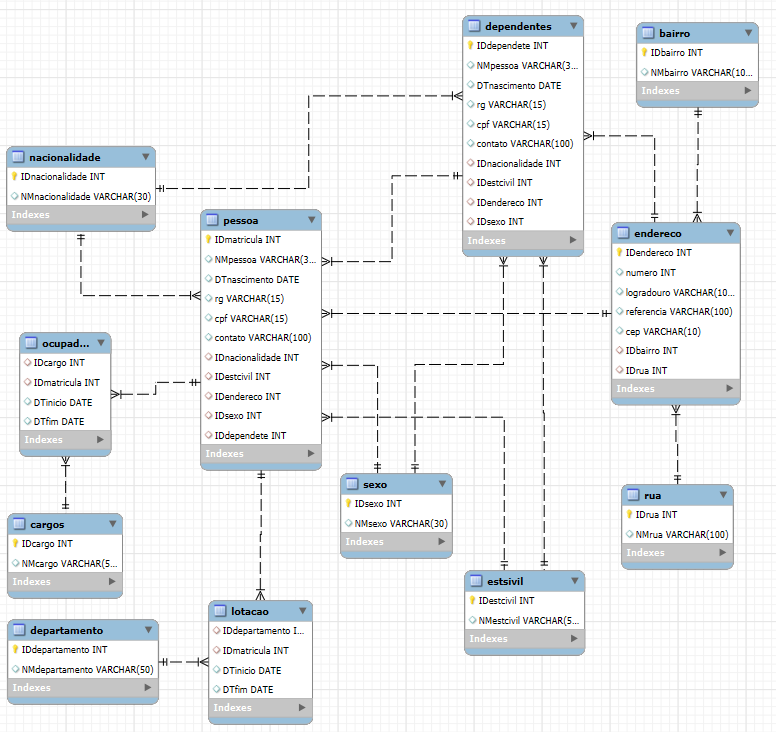 dependentes
IDdependete INT
NMpessoa VARCHAR(3...
DTnascimento DATE
rg VARCHAR(15)
cpf VARCHAR(15)
contato VARCHAR(100)
IDnacionalidade INT
IDestcivil INT
IDendereco INT
IDsexo INT
Indexes
bairro
IDbairro INT
NMbairro VARCHAR(10...
Indexes
nacionalidade
IDnacionalidade INT
NMnacionalidade VARCHAR(30)
Indexes
pessoa
IDmatricula INT
NMpessoa VARCHAR(3...
DTnascimento DATE
rg VARCHAR(15)
cpf VARCHAR(15)
contato VARCHAR(100)
IDnacionalidade INT
IDestcivil INT
IDendereco INT
IDsexo INT
IDdependete INT
Indexes
endereco
IDendereco INT
numero INT
logradouro VARCHAR(10...
referencia VARCHAR(100)
cep VARCHAR(10)
IDbairro INT
IDrua INT
Indexes
ocupad...
IDcargo INT
IDmatricula INT
DTinicio DATE
DTfim DATE
Indexes
sexo
IDsexo INT
NMsexo VARCHAR(30)
Indexes
rua
IDrua INT
NMrua VARCHAR(100)
Indexes
cargos
IDcargo INT
NMcargo VARCHAR(5...
Indexes
estsivil
IDestcivil INT
NMestcivil VARCHAR(5...
Indexes
lotacao
IDdepartamento I...
IDmatricula INT
DTinicio DATE
DTfim DATE
Indexes
departamento
IDdepartamento INT
NMdepartamento VARCHAR(50)
Indexes